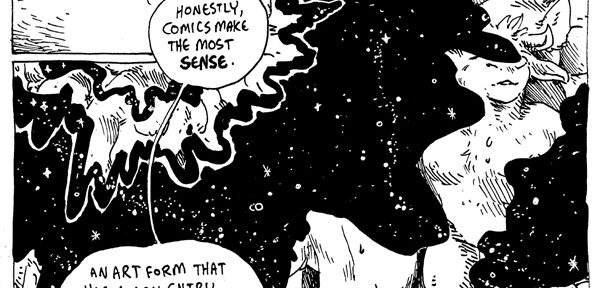 HONESTLY,
COMICS MAKE
THE MOST
SENSE.
AN ART FORM THAT